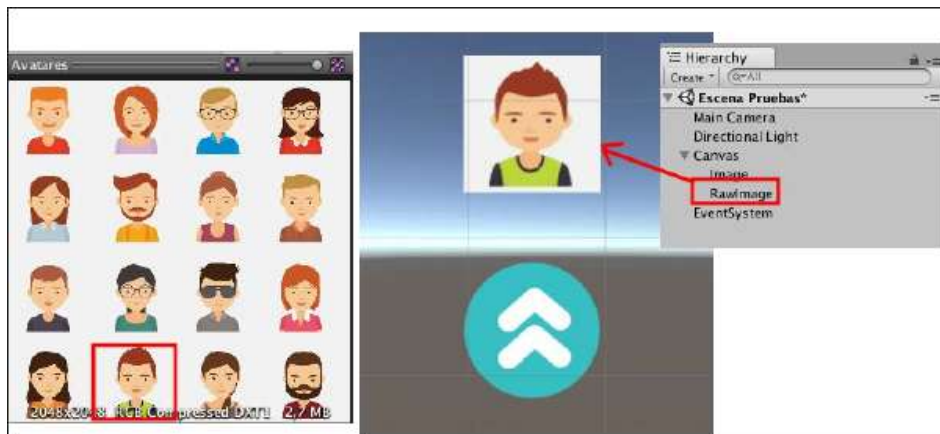 Avatares
2048x2048 RGB Compressed DXT1 2,7 MB
Hierarchy
Create
All
Escena Pruebas*
Main Camera
Directional Light
Canvas
Image
RawImage
EventSystem